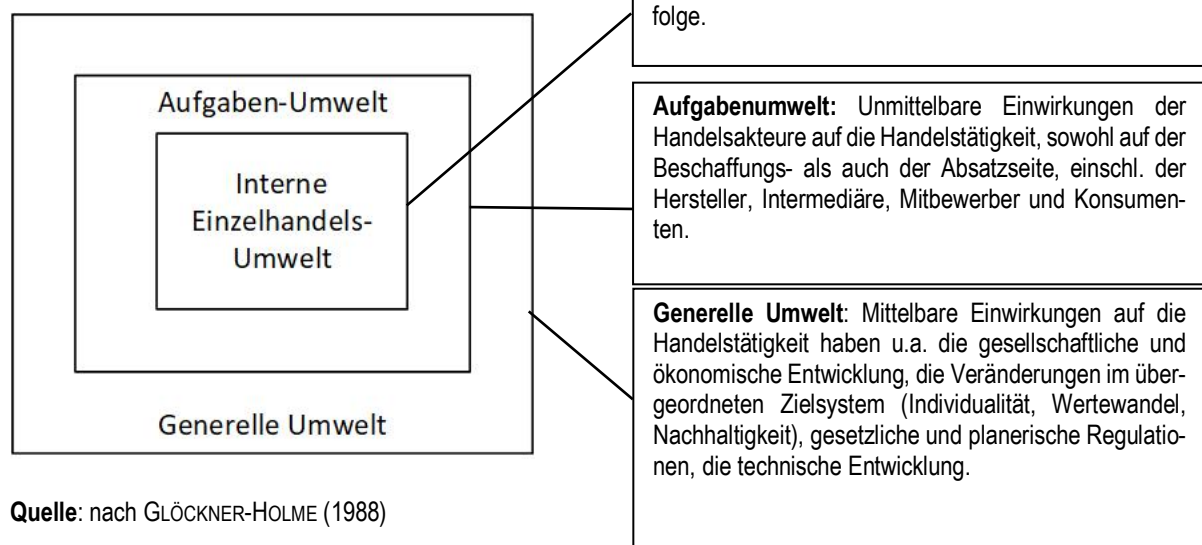 folge.
Aufgaben-Umwelt
Interne
Einzelhandels-
Umwelt
Generelle Umwelt
Aufgabenumwelt: Unmittelbare Einwirkungen der
Handelsakteure auf die Handelstätigkeit, sowohl auf der
Beschaffungs- als auch der Absatzseite, einschl. der
Hersteller, Intermediäre, Mitbewerber und Konsumen-
ten.
Generelle Umwelt: Mittelbare Einwirkungen auf die
Handelstätigkeit haben u.a. die gesellschaftliche und
ökonomische Entwicklung, die Veränderungen im über-
geordneten Zielsystem (Individualität, Wertewandel,
Nachhaltigkeit), gesetzliche und planerische Regulatio-
nen, die technische Entwicklung.
Quelle: nach GLÖCKNER-HOLME (1988)